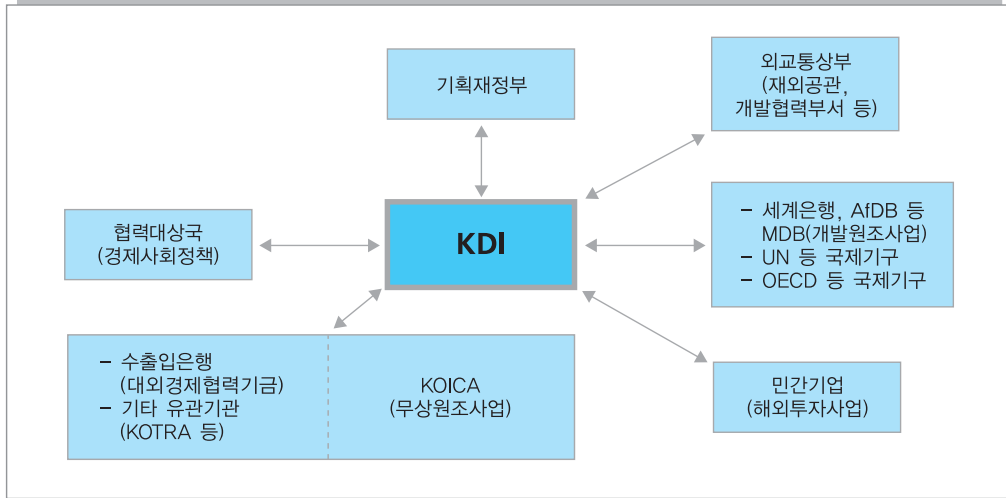 기획재정부
외교통상부
(재외공관,
개발협력부서 등)
협력대상국
(경제사회정책)
KDI
– 세계은행, AfDB 등
MDB(개발원조사업)
– UN 등 국제기구
– OECD 등 국제기구
– 수출입은행
(대외경제협력기금)
– 기타 유관기관
(KOTRA 등)
KOICA
(무상원조사업)
민간기업
(해외투자사업)